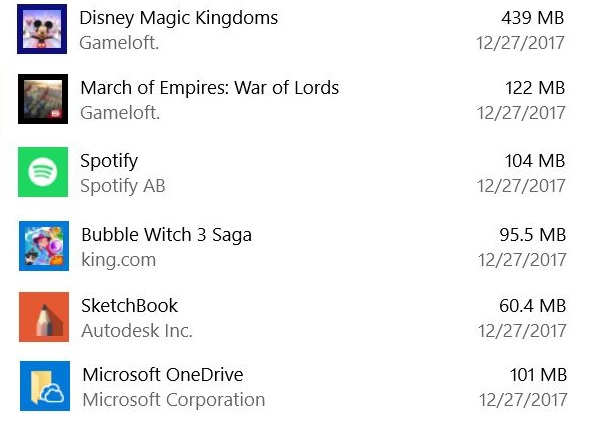 Disney Magic Kingdoms 439 MB
Gameloft. 12/27/2017
March of Empires: War of Lords 122 MB
Gameloft. 12/27/2017
Spotify 104 MB
Spotify AB 12/27/2017
Bubble Witch 3 Saga 95.5 MB
king.com 12/27/2017
SketchBook 60.4 MB
Autodesk Inc. 12/27/2017
Microsoft OneDrive 101 MB
Microsoft Corporation 12/27/2017